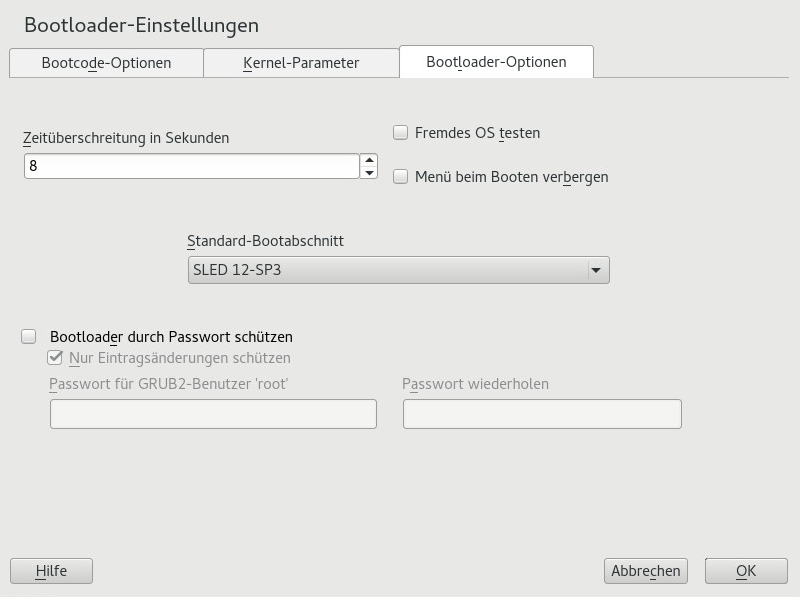 Bootloader-Einstellungen
Bootcode-Optionen
Kernel-Parameter
Bootloader-Optionen
Zeitüberschreitung in Sekunden
8
Fremdes OS testen
Menü beim Booten verbergen
Standard-Bootabschnitt
SLED 12-SP3
Bootloader durch Passwort schützen
Nur Eintragsänderungen schützen
Passwort für GRUB2-Benutzer 'root'
Passwort wiederholen
Hilfe
Abbrechen
OK